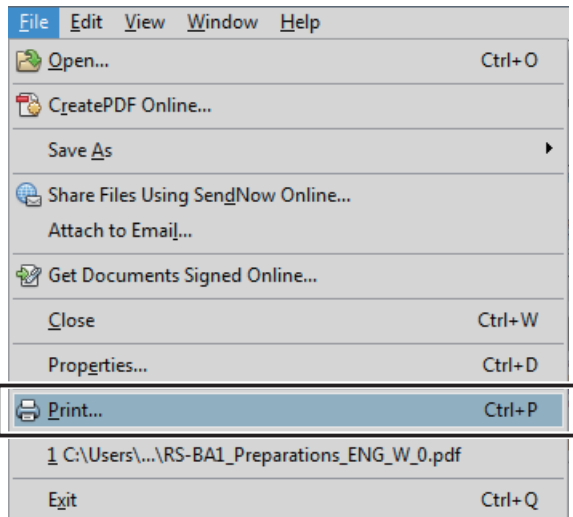 File Edit View Window Help
Open... Ctrl+O
CreatePDF Online...
Save As
Share Files Using SendNow Online...
Attach to Email...
Get Documents Signed Online...
Close Ctrl+W
Properties... Ctrl+D
Print... Ctrl+P
1 C:\Users\...\RS-BA1_Preparations_ENG_W_0.pdf
Exit Ctrl+Q